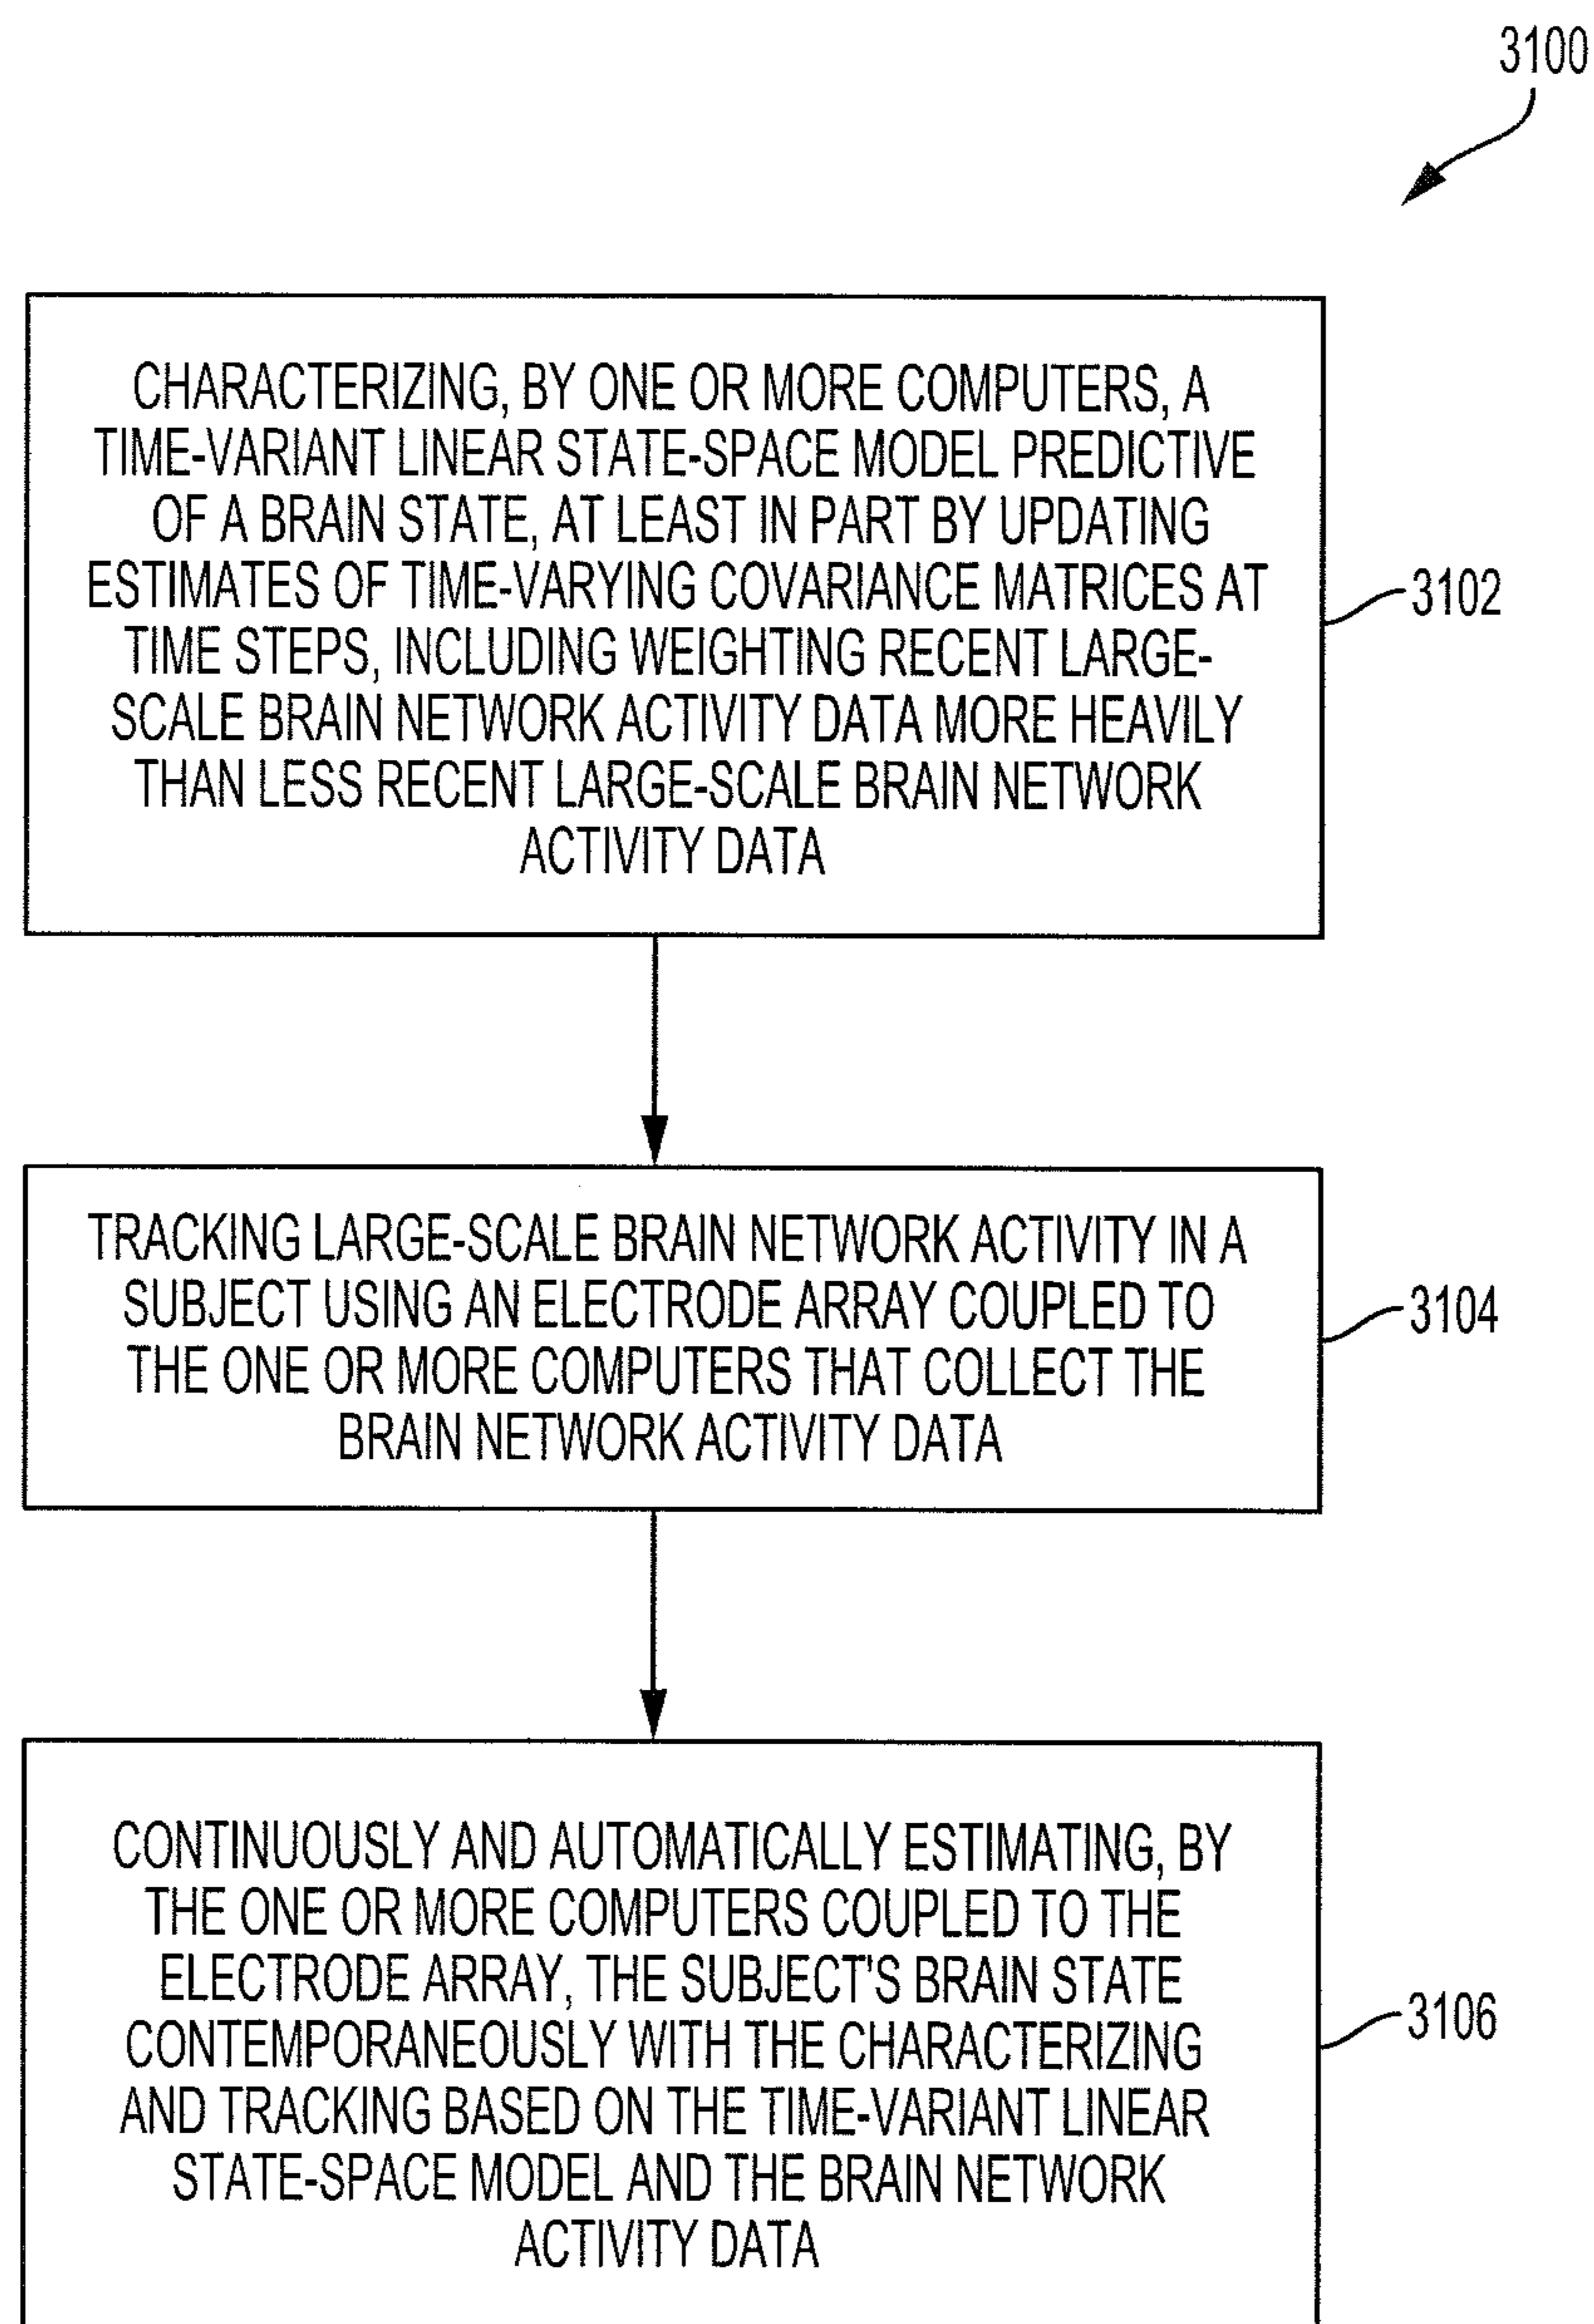 3100
CHARACTERIZING, BY ONE OR MORE COMPUTERS, A
TIME-VARIANT LINEAR STATE-SPACE MODEL PREDICTIVE
OF A BRAIN STATE, AT LEAST IN PART BY UPDATING
ESTIMATES OF TIME-VARYING COVARIANCE MATRICES AT
TIME STEPS, INCLUDING WEIGHTING RECENT LARGE-
SCALE BRAIN NETWORK ACTIVITY DATA MORE HEAVILY
THAN LESS RECENT LARGE-SCALE BRAIN NETWORK
ACTIVITY DATA
3102
TRACKING LARGE-SCALE BRAIN NETWORK ACTIVITY IN A
SUBJECT USING AN ELECTRODE ARRAY COUPLED TO
THE ONE OR MORE COMPUTERS THAT COLLECT THE
BRAIN NETWORK ACTIVITY DATA
3104
CONTINUOUSLY AND AUTOMATICALLY ESTIMATING, BY
THE ONE OR MORE COMPUTERS COUPLED TO THE
ELECTRODE ARRAY, THE SUBJECT'S BRAIN STATE
CONTEMPORANEOUSLY WITH THE CHARACTERIZING
AND TRACKING BASED ON THE TIME-VARIANT LINEAR
STATE-SPACE MODEL AND THE BRAIN NETWORK
ACTIVITY DATA
3106